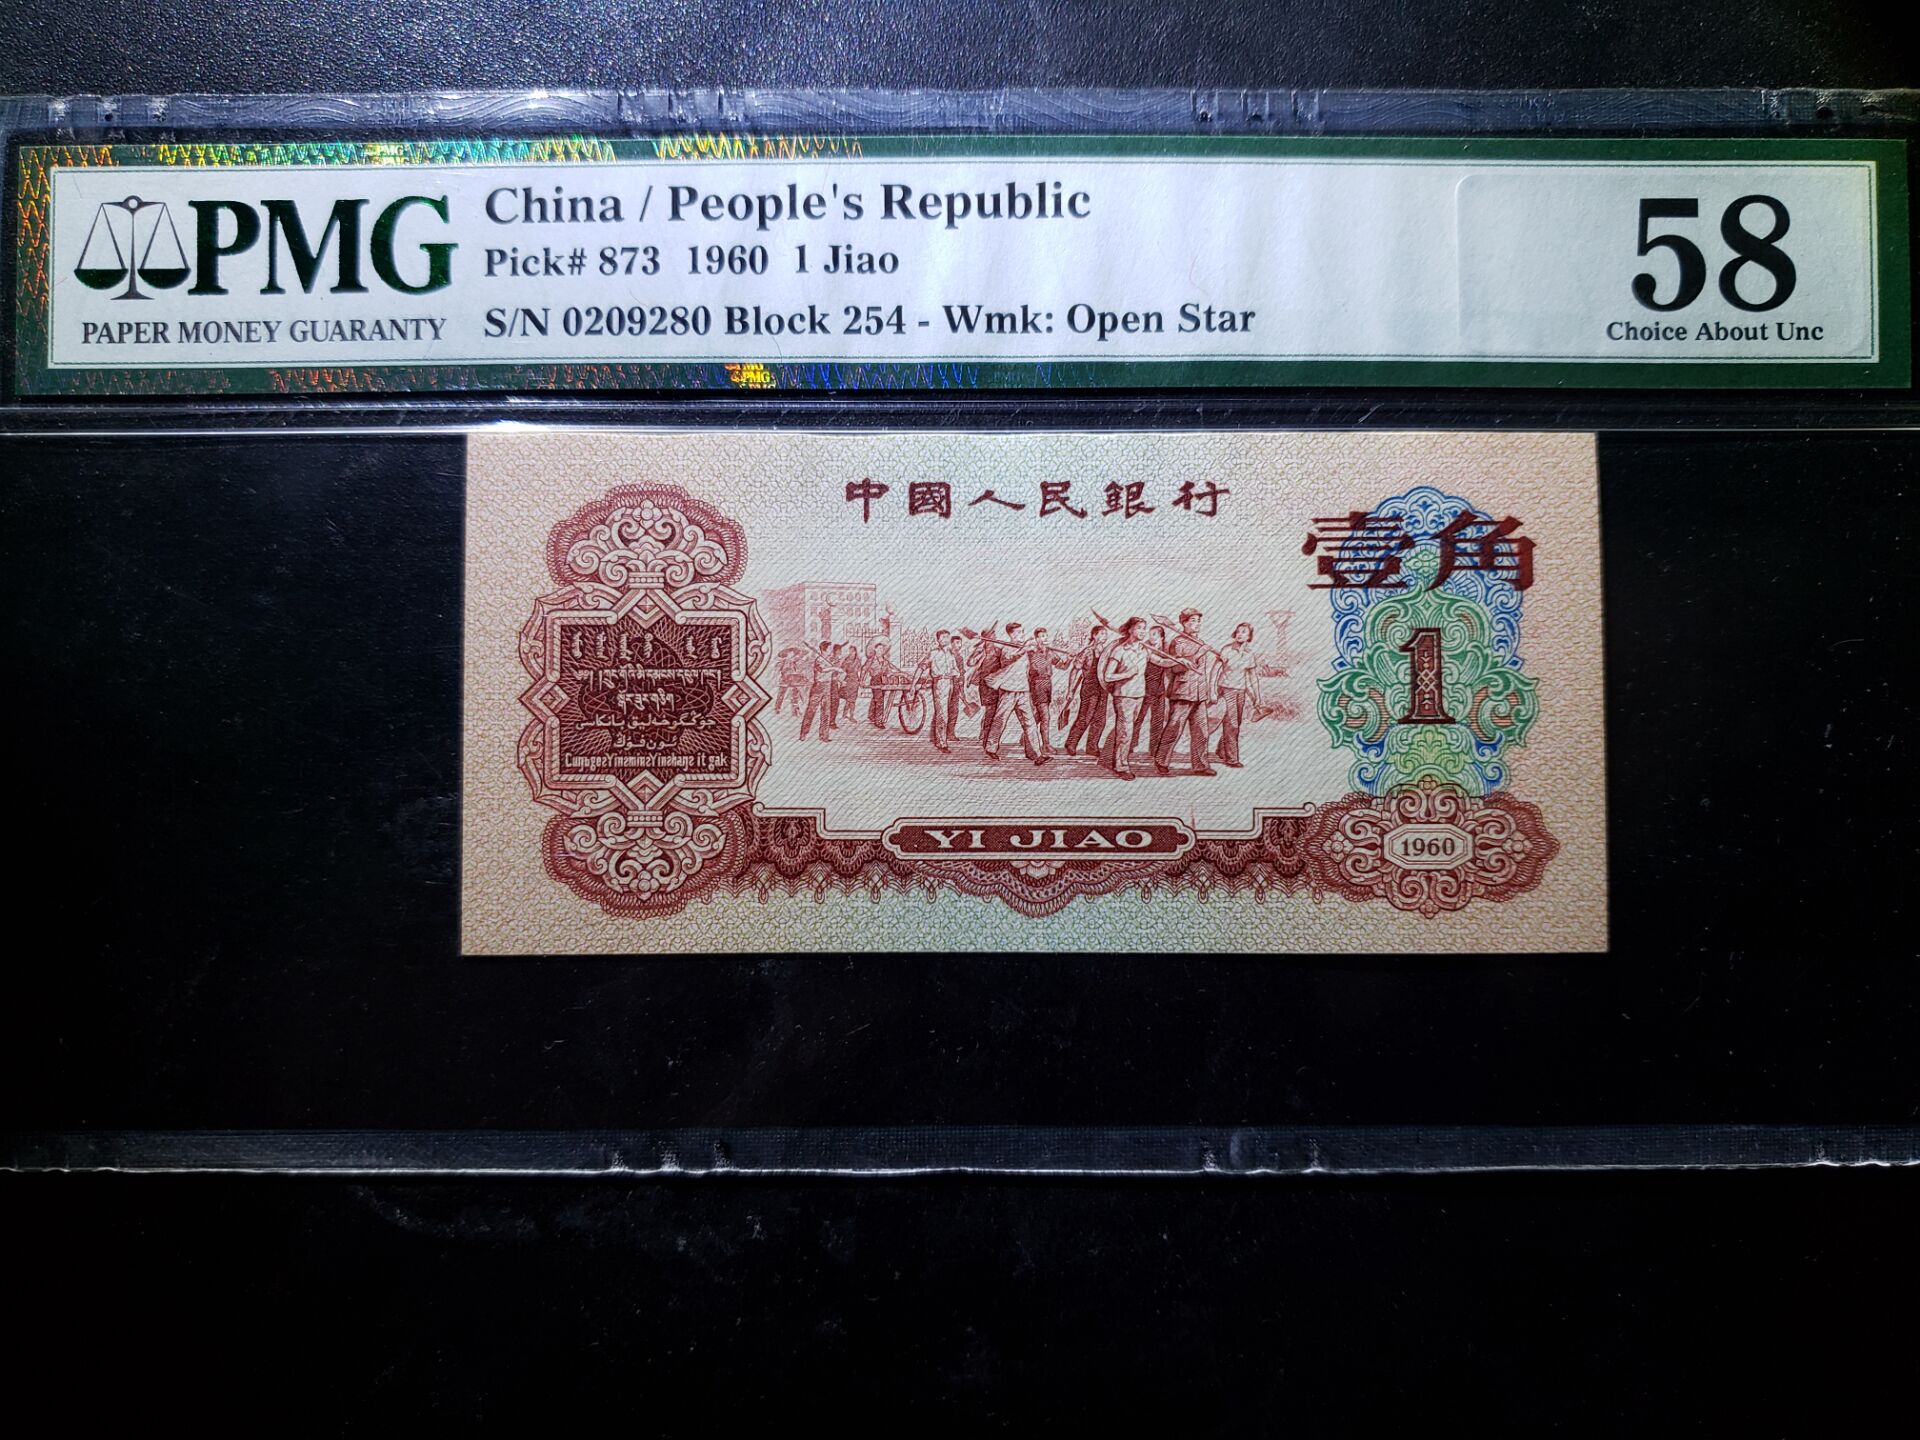 PMG
PAPER MONEY GUARANTY
China / People's Republic
Pick# 873 1960 1 Jiao
S/N 0209280 Block 254 - Wmk: Open Star
58
Choice About Unc
中國人民銀行
壹角
1
YI JIAO
1960